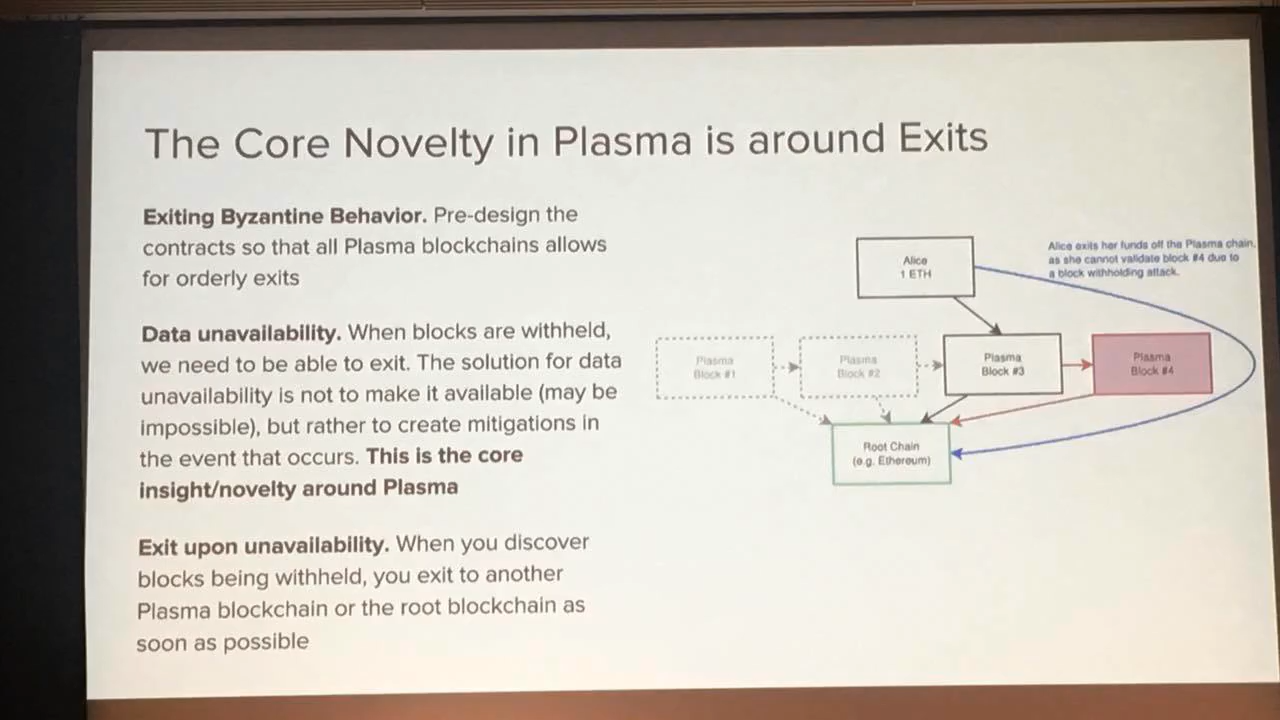 The Core Novelty in Plasma is around Exits
Exiting Byzantine Behavior. Pre-design the
contracts so that all Plasma blockchains allows
for orderly exits
Data unavailability. When blocks are withheld,
we need to be able to exit. The solution for data
unavailability is not to make it available (may be
impossible), but rather to create mitigations in
the event that occurs. This is the core
insight/novelty around Plasma
Exit upon unavailability. When you discover
blocks being withheld, you exit to another
Plasma blockchain or the root blockchain as
soon as possible
Alice exits her funds off the Plasma chain,
as she cannot validate block #4 due to
a block withholding attack.
Alice
1 ETH
Plasma
Block #1
Plasma
Block #2
Plasma
Block #3
Plasma
Block #4
Root Chain
(e.g. Ethereum)